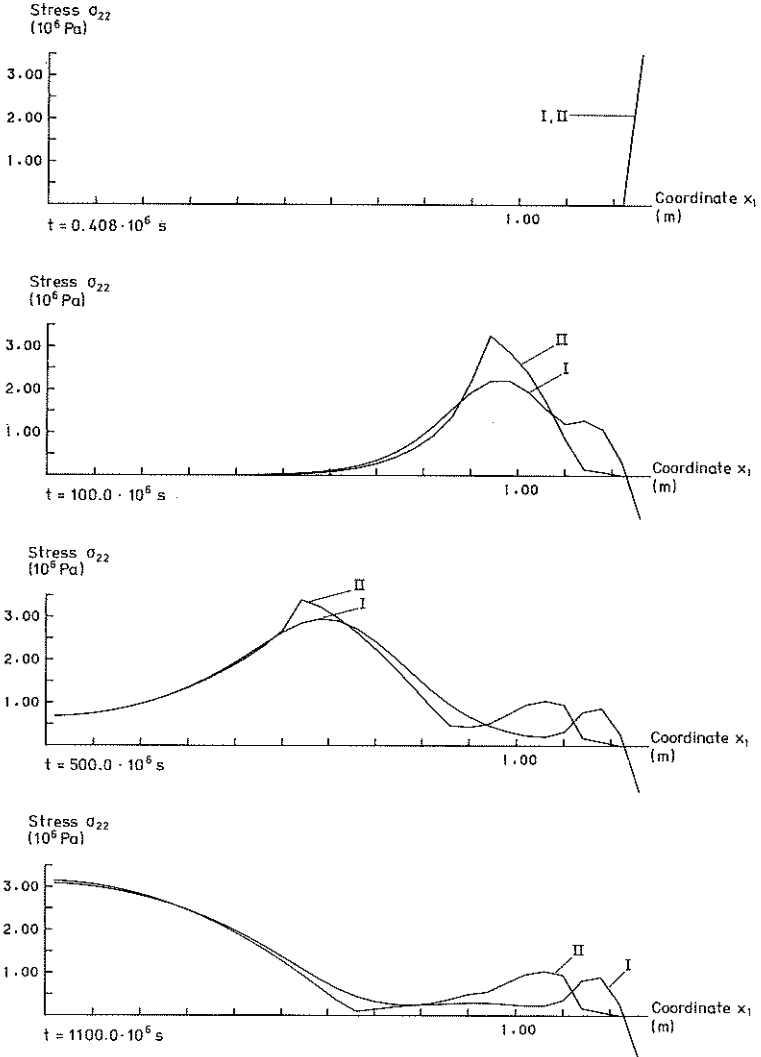 Stress σ22
(10⁶ Pa)
3.00
2.00
1.00
I, II
1.00
Coordinate x₁
(m)
t = 0.408 · 10⁶ s
Stress σ22
(10⁶ Pa)
3.00
2.00
1.00
II
I
1.00
Coordinate x₁
(m)
t = 100.0 · 10⁶ s
Stress σ22
(10⁶ Pa)
3.00
2.00
1.00
II
I
1.00
Coordinate x₁
(m)
t = 500.0 · 10⁶ s
Stress σ22
(10⁶ Pa)
3.00
2.00
1.00
II
I
1.00
Coordinate x₁
(m)
t = 1100.0 · 10⁶ s